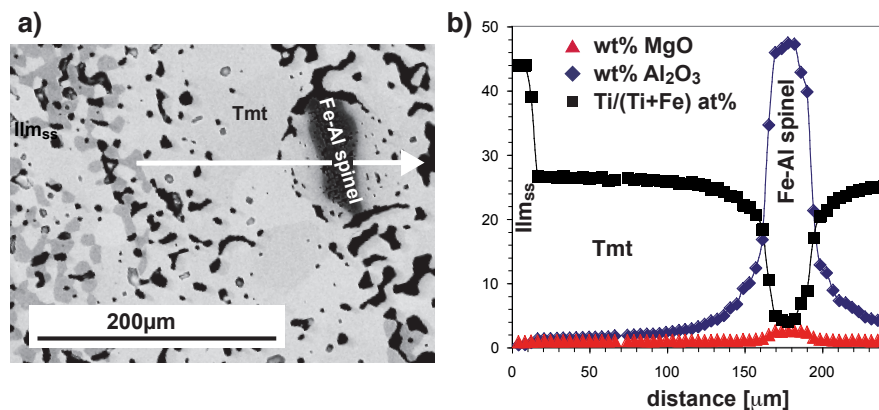 a)
Ilmss
Tmt
Fe-Al spinel
200µm
b)
wt% MgO
wt% Al2O3
Ti/(Ti+Fe) at%
50
40
30
20
10
0
Ilmss
Tmt
Fe-Al spinel
0 50 100 150 200
distance [µm]